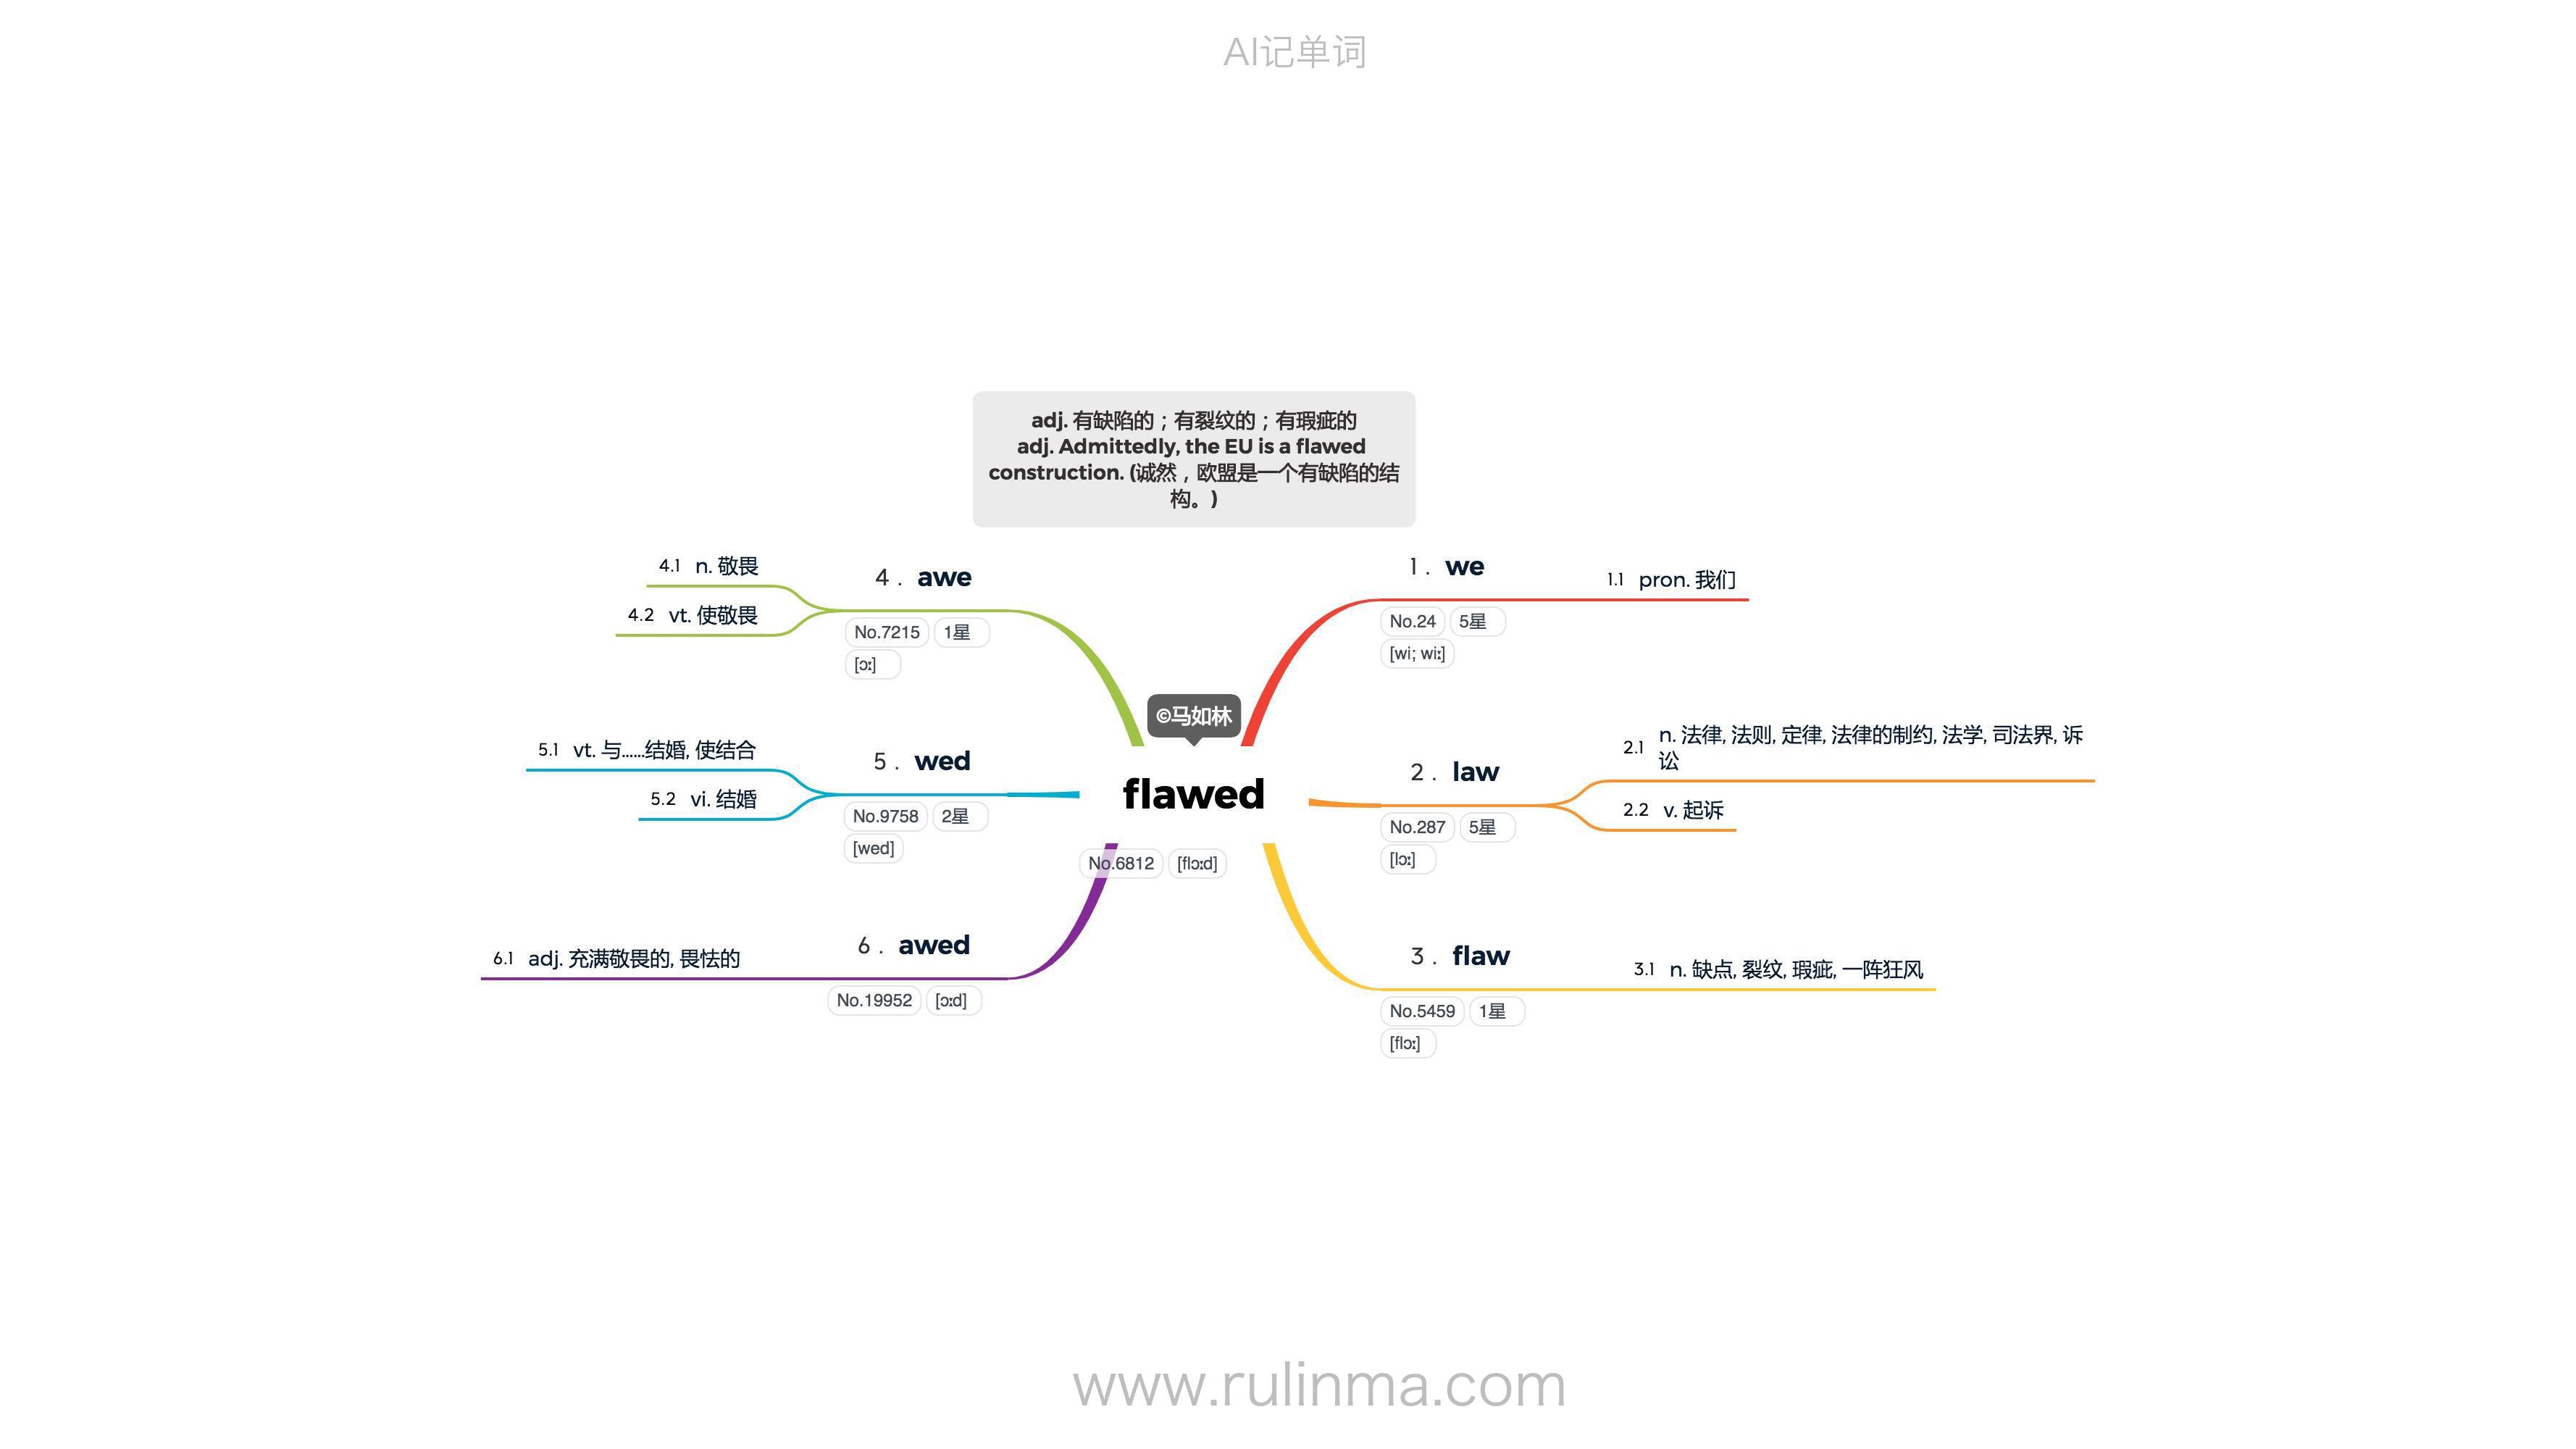 AI记单词
adj. 有缺陷的；有裂纹的；有瑕疵的
adj. Admittedly, the EU is a flawed
construction. (诚然，欧盟是一个有缺陷的结
构。)
©马如林
flawed
No.6812 [flɔːd]
1 . we
No.24 5星
[wi; wiː]
1.1 pron. 我们
2 . law
No.287 5星
[lɔː]
2.1 n. 法律, 法则, 定律, 法律的制约, 法学, 司法界, 诉
讼
2.2 v. 起诉
3 . flaw
No.5459 1星
[flɔː]
3.1 n. 缺点, 裂纹, 瑕疵, 一阵狂风
4 . awe
No.7215 1星
[ɔː]
4.1 n. 敬畏
4.2 vt. 使敬畏
5 . wed
No.9758 2星
[wed]
5.1 vt. 与……结婚, 使结合
5.2 vi. 结婚
6 . awed
No.19952 [ɔːd]
6.1 adj. 充满敬畏的, 畏怯的
www.rulinma.com